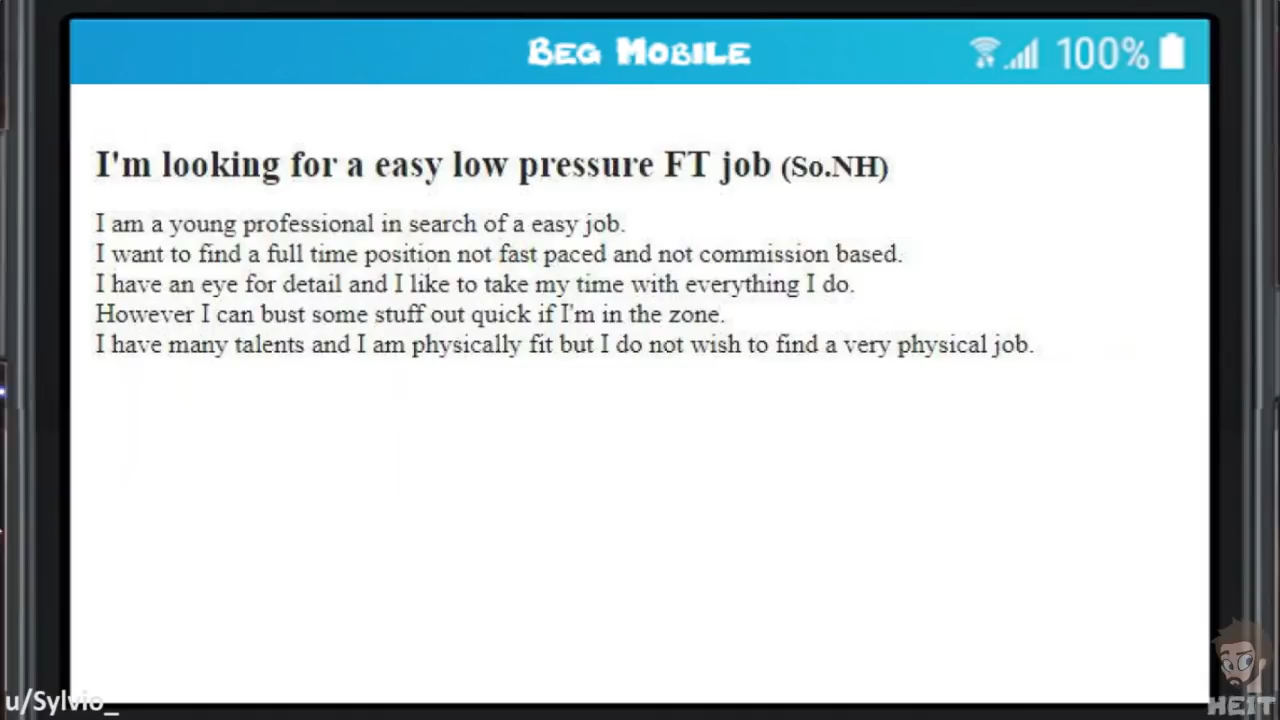 BEG MOBILE
100%
I'm looking for a easy low pressure FT job (So.NH)
I am a young professional in search of a easy job.
I want to find a full time position not fast paced and not commission based.
I have an eye for detail and I like to take my time with everything I do.
However I can bust some stuff out quick if I'm in the zone.
I have many talents and I am physically fit but I do not wish to find a very physical job.
u/Sylvio_
HEIT